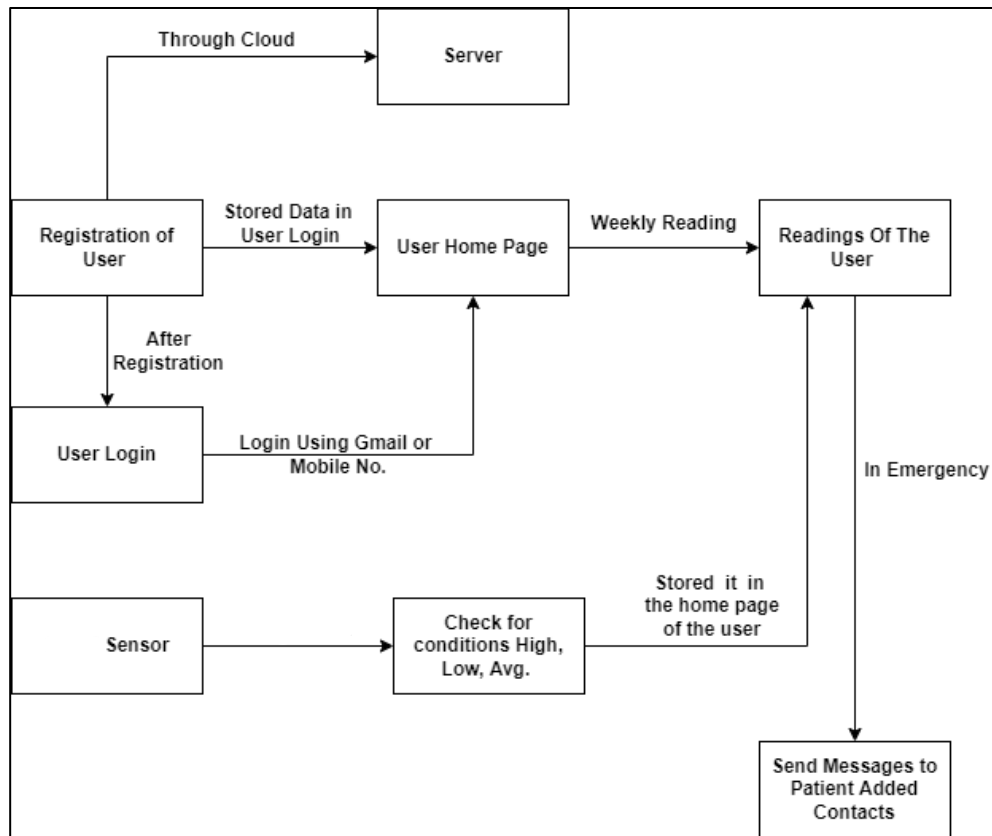 Through Cloud
Server
Registration of
User
Stored Data in
User Login
User Home Page
Weekly Reading
Readings Of The
User
After
Registration
User Login
Login Using Gmail or
Mobile No.
In Emergency
Sensor
Check for
conditions High,
Low, Avg.
Stored it in
the home page
of the user
Send Messages to
Patient Added
Contacts